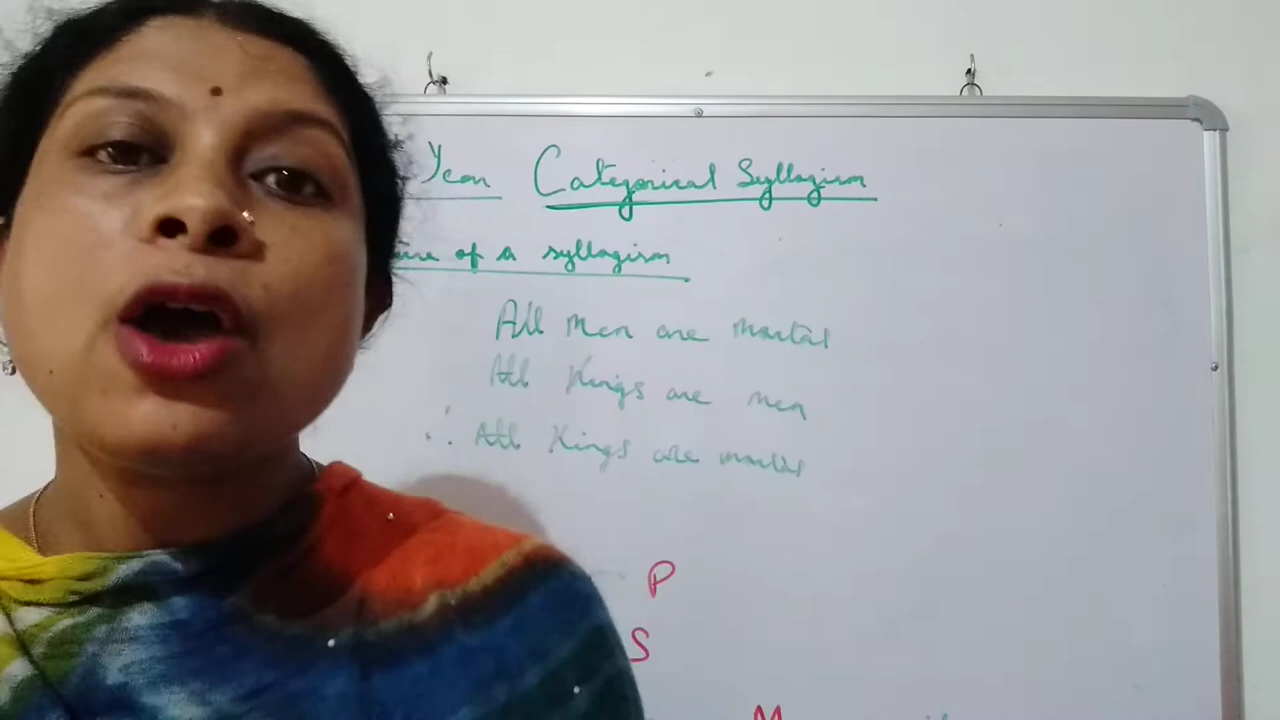 Year Categorical Syllogism
of a syllogism
All men are mortal
All Kings are men
∴ All Kings are mortal
P
S
M